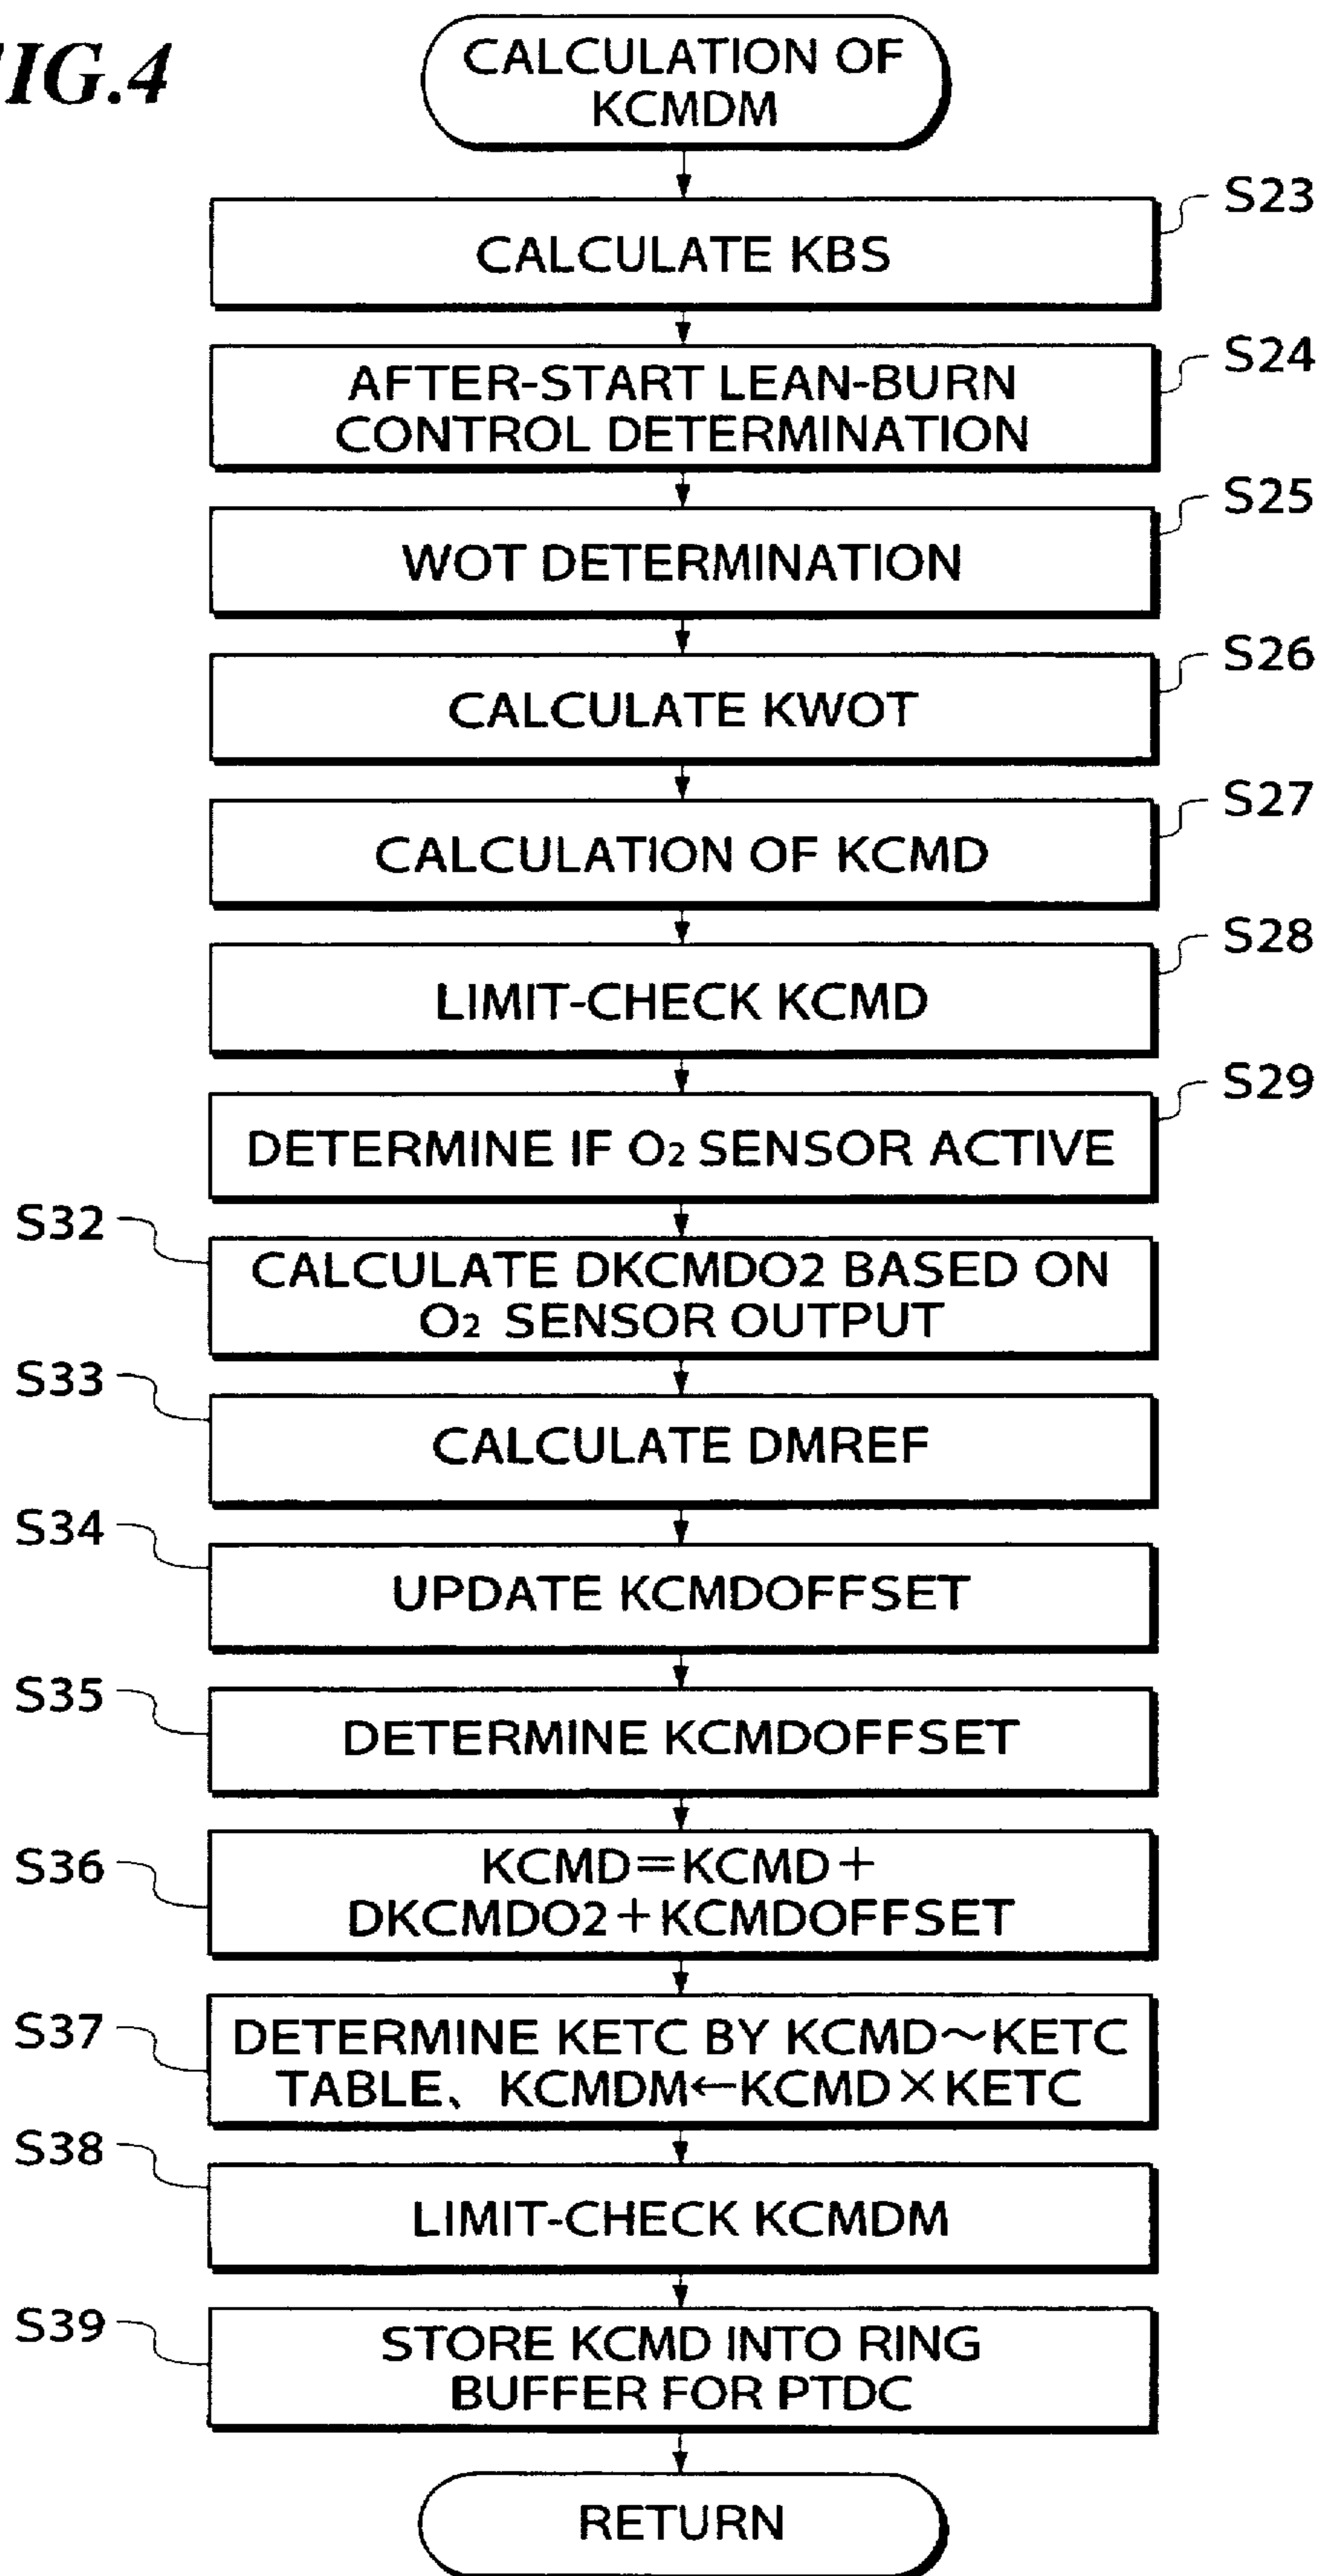 FIG.4
CALCULATION OF
KCMDM
S23
CALCULATE KBS
S24
AFTER-START LEAN-BURN
CONTROL DETERMINATION
S25
WOT DETERMINATION
S26
CALCULATE KWOT
S27
CALCULATION OF KCMD
S28
LIMIT-CHECK KCMD
S29
DETERMINE IF O₂ SENSOR ACTIVE
S32
CALCULATE DKCMDO2 BASED ON
O₂ SENSOR OUTPUT
S33
CALCULATE DMREF
S34
UPDATE KCMDOFFSET
S35
DETERMINE KCMDOFFSET
S36
KCMD=KCMD+
DKCMDO2+KCMDOFFSET
S37
DETERMINE KETC BY KCMD~KETC
TABLE、KCMDM←KCMD×KETC
S38
LIMIT-CHECK KCMDM
S39
STORE KCMD INTO RING
BUFFER FOR PTDC
RETURN